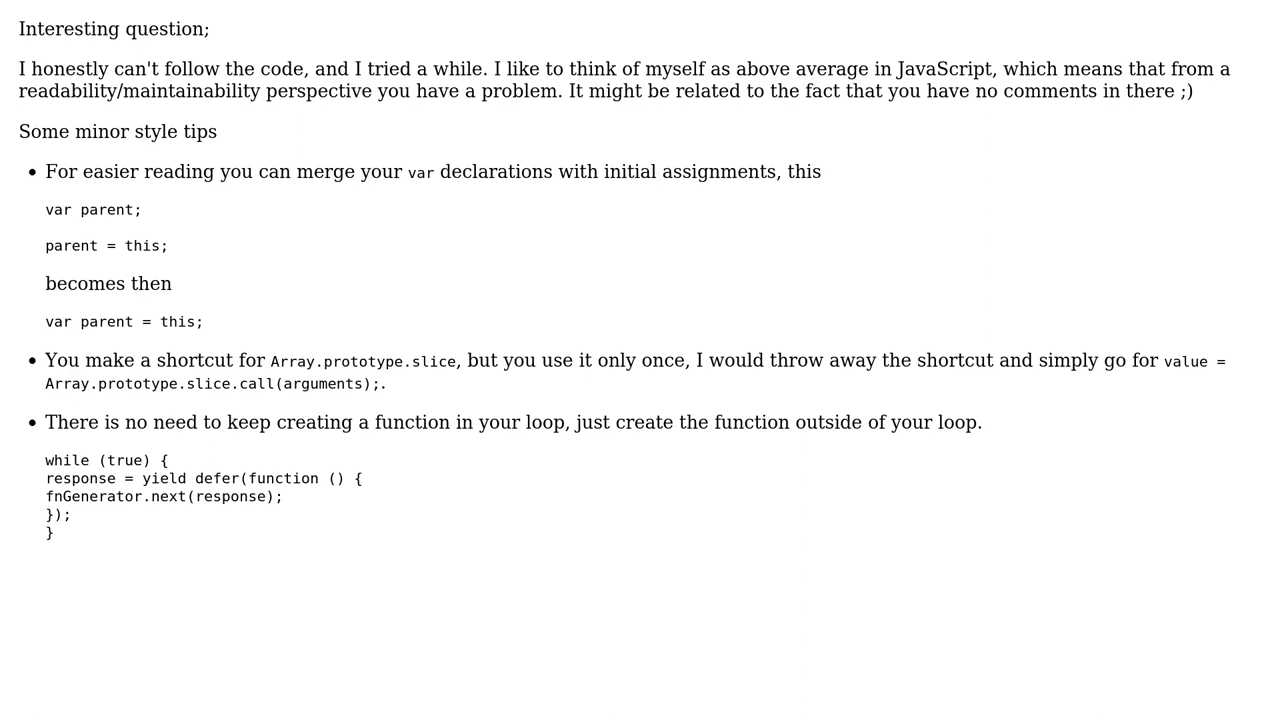 Interesting question;
I honestly can't follow the code, and I tried a while. I like to think of myself as above average in JavaScript, which means that from a
readability/maintainability perspective you have a problem. It might be related to the fact that you have no comments in there ;)
Some minor style tips
• For easier reading you can merge your var declarations with initial assignments, this
var parent;
parent = this;
becomes then
var parent = this;
• You make a shortcut for Array.prototype.slice, but you use it only once, I would throw away the shortcut and simply go for value =
Array.prototype.slice.call(arguments);.
• There is no need to keep creating a function in your loop, just create the function outside of your loop.
while (true) {
response = yield defer(function () {
fnGenerator.next(response);
});
}